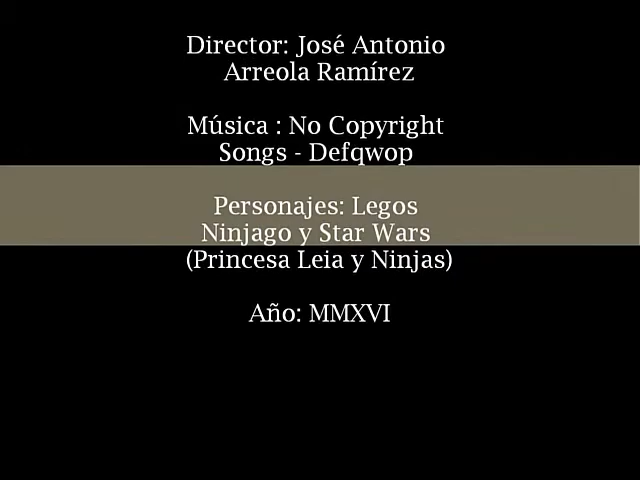 Director: José Antonio
Arreola Ramírez
Música : No Copyright
Songs - Defqwop
Personajes: Legos
Ninjago y Star Wars
(Princesa Leia y Ninjas)
Año: MMXVI